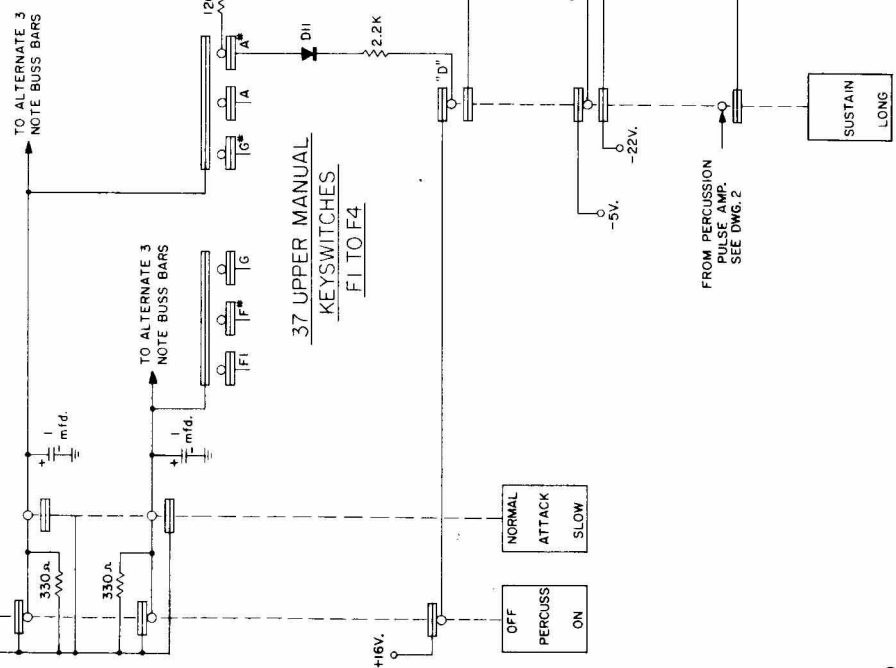 TO ALTERNATE 3
NOTE BUSS BARS
A#
A
G#
D11
2.2K
"D"
37 UPPER MANUAL
KEYSWITCHES
F1 TO F4
TO ALTERNATE 3
NOTE BUSS BARS
G
F#
F1
+
1
mfd.
+
1
mfd.
330Ω
330Ω
-22V.
-5V.
FROM PERCUSSION
PULSE AMP.
SEE DWG. 2
SUSTAIN
LONG
NORMAL
ATTACK
SLOW
OFF
PERCUSS
ON
+16V.